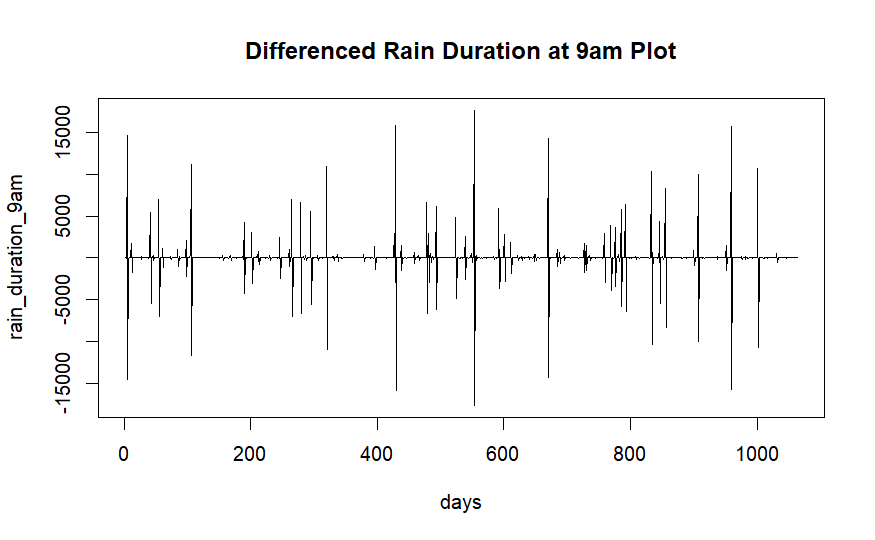 Differenced Rain Duration at 9am Plot
rain_duration_9am
15000
5000
-5000
-15000
0 200 400 600 800 1000
days